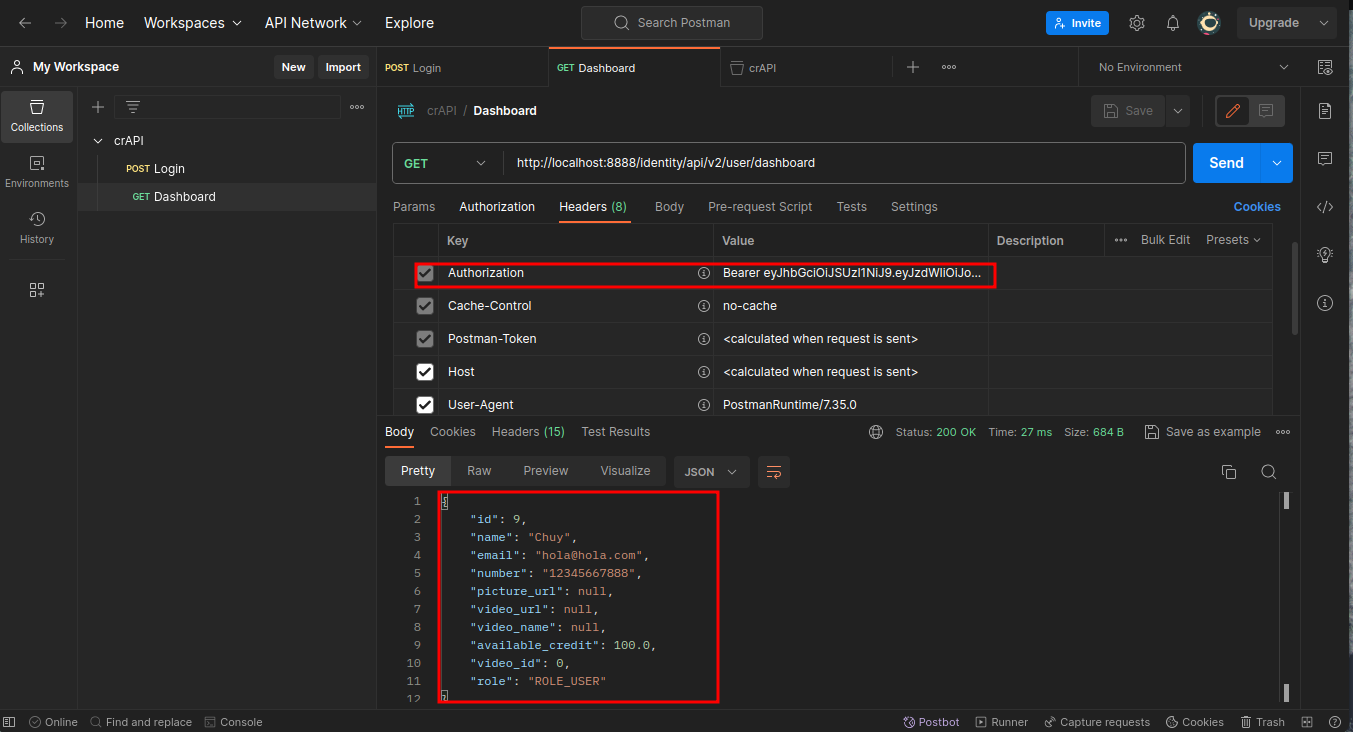 Home Workspaces API Network Explore Search Postman Invite Upgrade
My Workspace New Import POST Login GET Dashboard crAPI No Environment
Collections
Environments
History
crAPI
POST Login
GET Dashboard
crAPI / Dashboard Save
GET http://localhost:8888/identity/api/v2/user/dashboard Send
Params Authorization Headers (8) Body Pre-request Script Tests Settings Cookies
Key Value Description Bulk Edit Presets
Authorization Bearer eyJhbGciOiJSUzI1NiJ9.eyJzdWIiOiJo...
Cache-Control no-cache
Postman-Token <calculated when request is sent>
Host <calculated when request is sent>
User-Agent PostmanRuntime/7.35.0
Body Cookies Headers (15) Test Results Status: 200 OK Time: 27 ms Size: 684 B Save as example
Pretty Raw Preview Visualize JSON
1 {
2 "id": 9,
3 "name": "Chuy",
4 "email": "hola@hola.com",
5 "number": "12345667888",
6 "picture_url": null,
7 "video_url": null,
8 "video_name": null,
9 "available_credit": 100.0,
10 "video_id": 0,
11 "role": "ROLE_USER"
12 }
Online Find and replace Console Postbot Runner Capture requests Cookies Trash